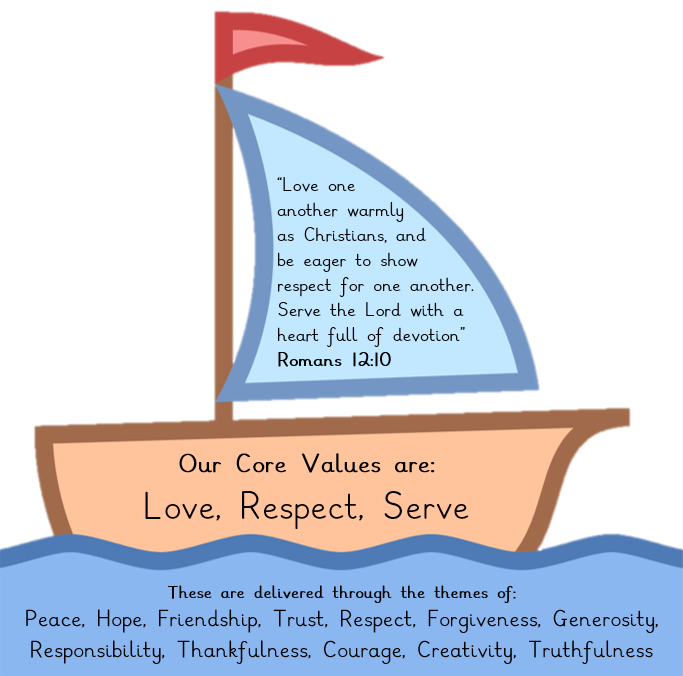 “Love one
another warmly
as Christians, and
be eager to show
respect for one another.
Serve the Lord with a
heart full of devotion”
Romans 12:10
Our Core Values are:
Love, Respect, Serve
These are delivered through the themes of:
Peace, Hope, Friendship, Trust, Respect, Forgiveness, Generosity,
Responsibility, Thankfulness, Courage, Creativity, Truthfulness